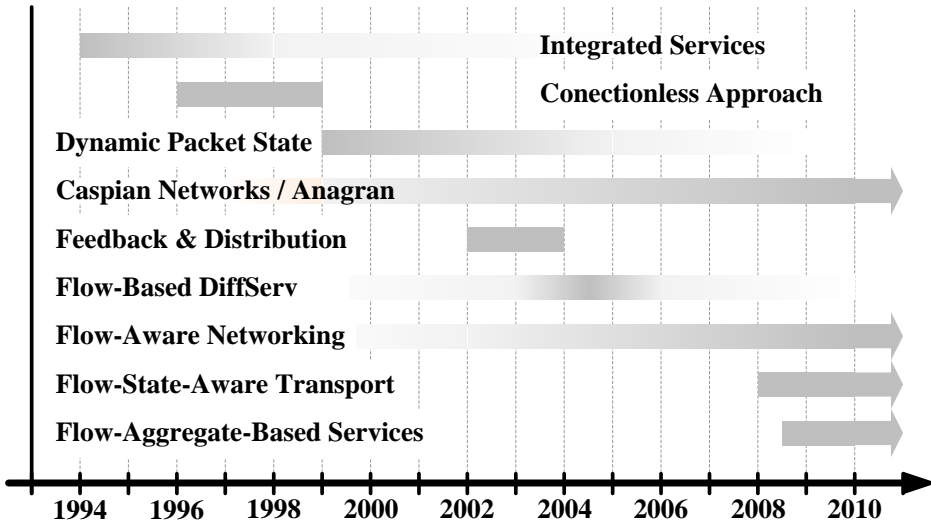 Integrated Services
Conectionless Approach
Dynamic Packet State
Caspian Networks / Anagran
Feedback & Distribution
Flow-Based DiffServ
Flow-Aware Networking
Flow-State-Aware Transport
Flow-Aggregate-Based Services
1994 1996 1998 2000 2002 2004 2006 2008 2010